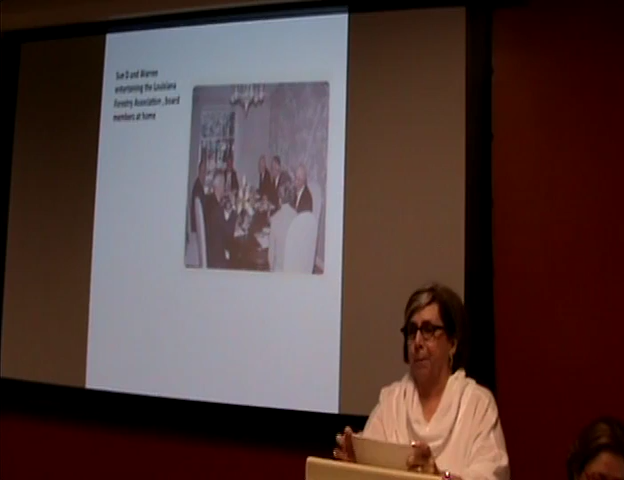 Sue D and Warren
entertaining the Louisiana
Forestry Association , board
members at home